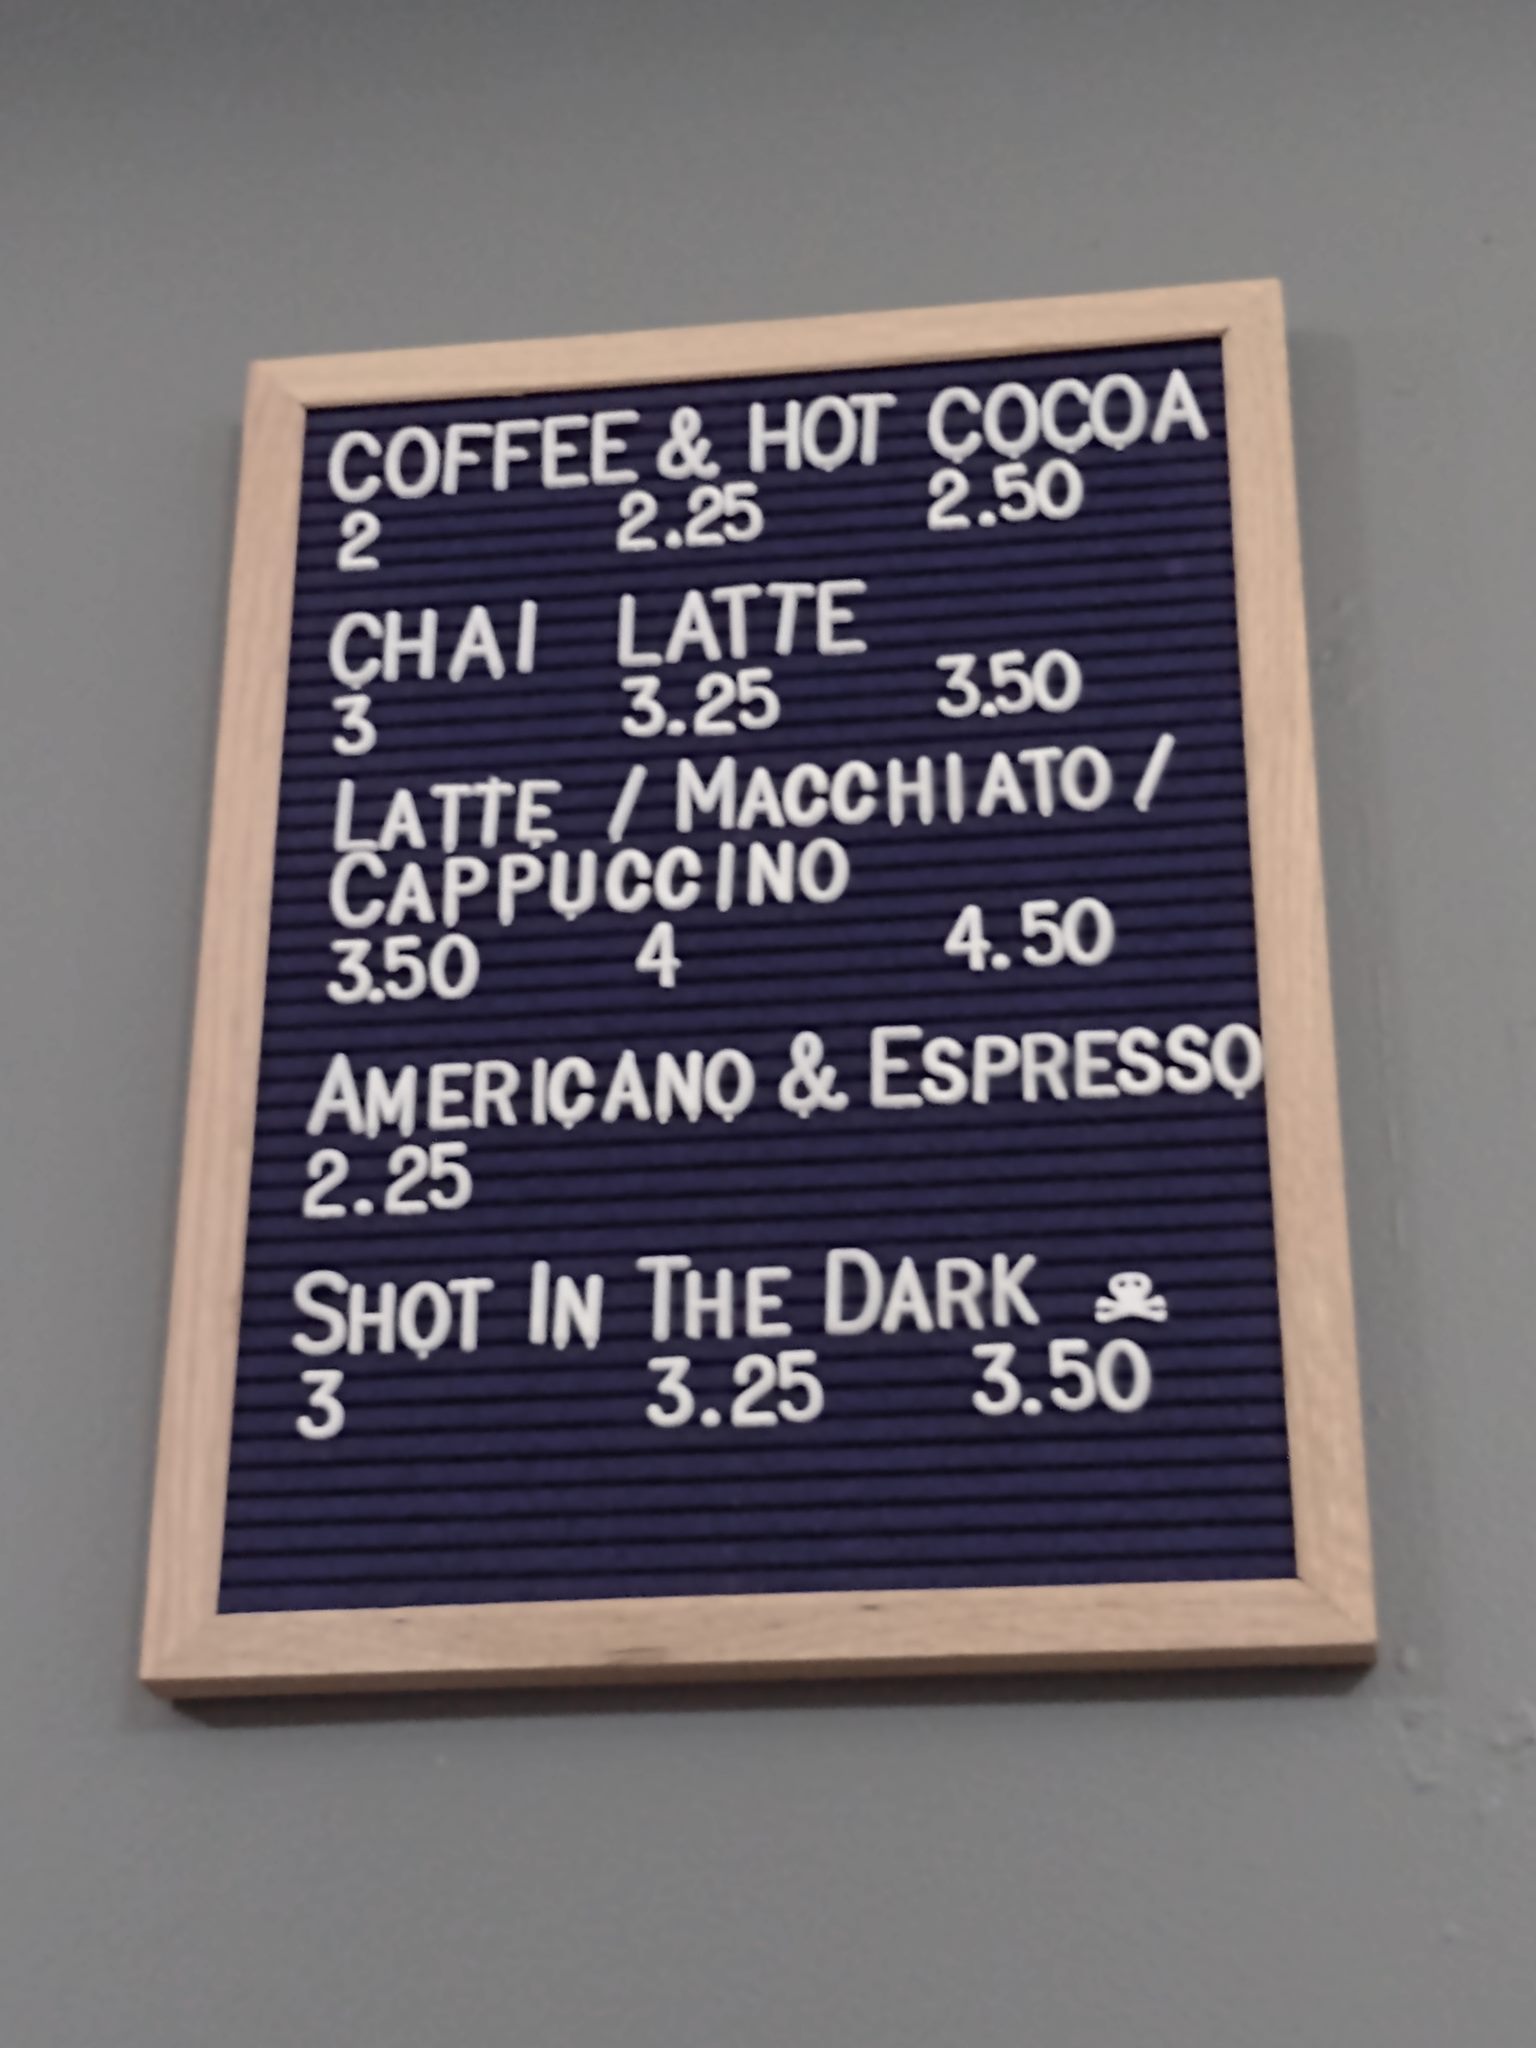 COFFEE & HOT COCOA
2 2.25 2.50
CHAI LATTE
3 3.25 3.50
LATTE / MACCHIATO /
CAPPUCCINO
3.50 4 4.50
AMERICANO & ESPRESSO
2.25
SHOT IN THE DARK ☠
3 3.25 3.50